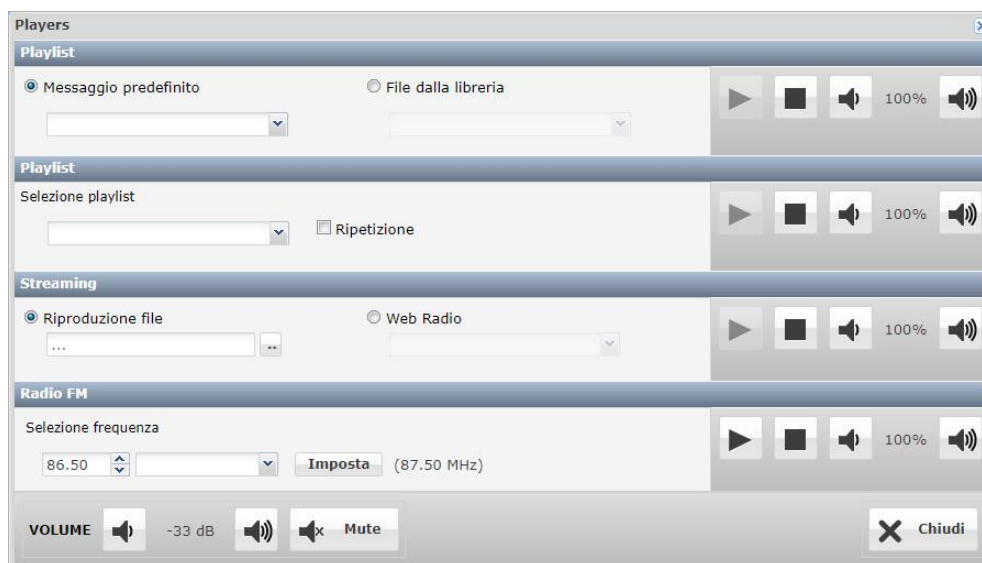 Players
Playlist
Messaggio predefinito File dalla libreria
100%
Playlist
Selezione playlist
Ripetizione
100%
Streaming
Riproduzione file Web Radio
... ..
100%
Radio FM
Selezione frequenza
86.50 Imposta (87.50 MHz)
100%
VOLUME -33 dB Mute Chiudi